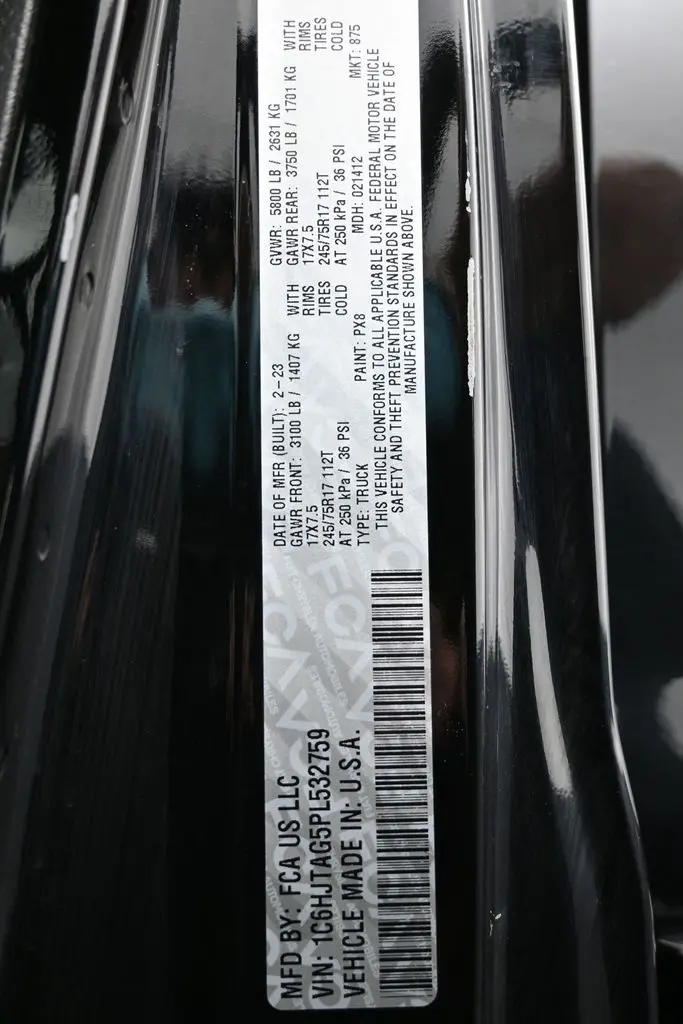 MFD BY: FCA US LLC
VIN: 1C6HJTAG5PL532759
VEHICLE MADE IN: U.S.A.
DATE OF MFR (BUILT): 2-23 GVWR: 5800 LB / 2631 KG
GAWR FRONT: 3100 LB / 1407 KG WITH GAWR REAR: 3750 LB / 1701 KG WITH
17X7.5 RIMS 17X7.5 RIMS
245/75R17 112T TIRES 245/75R17 112T TIRES
AT 250 kPa / 36 PSI COLD AT 250 kPa / 36 PSI COLD
TYPE: TRUCK PAINT: PX8 MDH: 021412 MKT: 875
THIS VEHICLE CONFORMS TO ALL APPLICABLE U.S.A. FEDERAL MOTOR VEHICLE
SAFETY AND THEFT PREVENTION STANDARDS IN EFFECT ON THE DATE OF
MANUFACTURE SHOWN ABOVE.